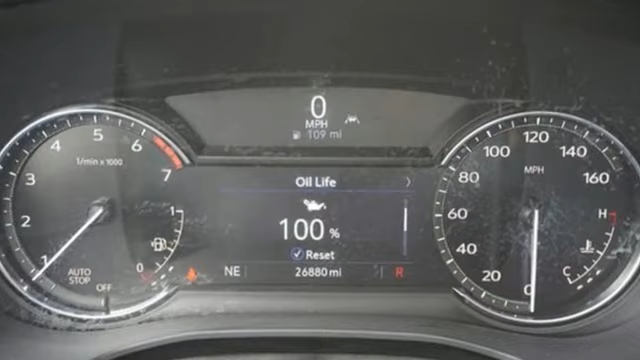 0
MPH
109 mi
5
4
6
1/min x 1000
3
7
2
1
1
AUTO
STOP
0
OFF
Oil Life
100 %
Reset
NE
26880 mi
R
120
100
140
MPH
80
160
60
H
40
C
20
0